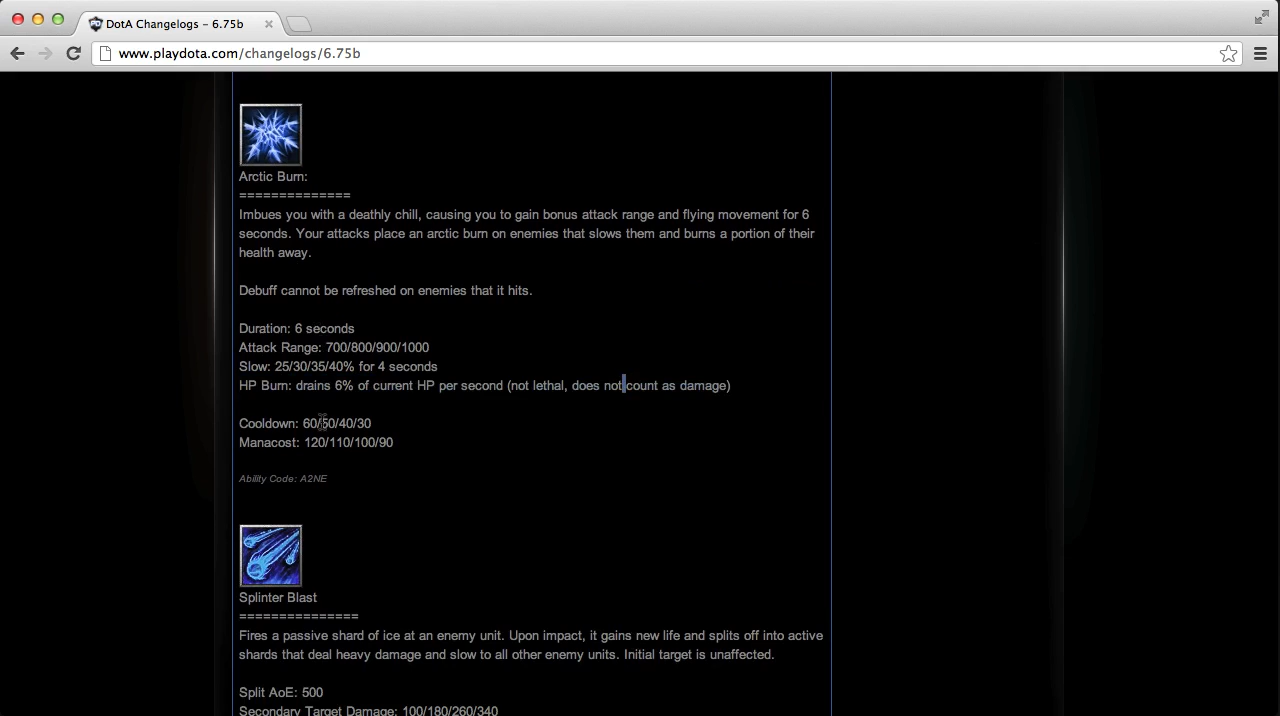 DotA Changelogs – 6.75b
www.playdota.com/changelogs/6.75b
Arctic Burn:
==============
Imbues you with a deathly chill, causing you to gain bonus attack range and flying movement for 6
seconds. Your attacks place an arctic burn on enemies that slows them and burns a portion of their
health away.
Debuff cannot be refreshed on enemies that it hits.
Duration: 6 seconds
Attack Range: 700/800/900/1000
Slow: 25/30/35/40% for 4 seconds
HP Burn: drains 6% of current HP per second (not lethal, does not count as damage)
Cooldown: 60/50/40/30
Manacost: 120/110/100/90
Ability Code: A2NE
Splinter Blast
===============
Fires a passive shard of ice at an enemy unit. Upon impact, it gains new life and splits off into active
shards that deal heavy damage and slow to all other enemy units. Initial target is unaffected.
Split AoE: 500
Secondary Target Damage: 100/180/260/340